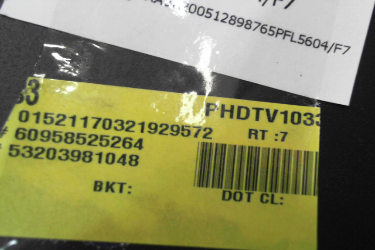 00512898765PFL5604/F7
PHDTV1033
01521170321929572
RT :7
60958525264
53203981048
BKT:
DOT CL: